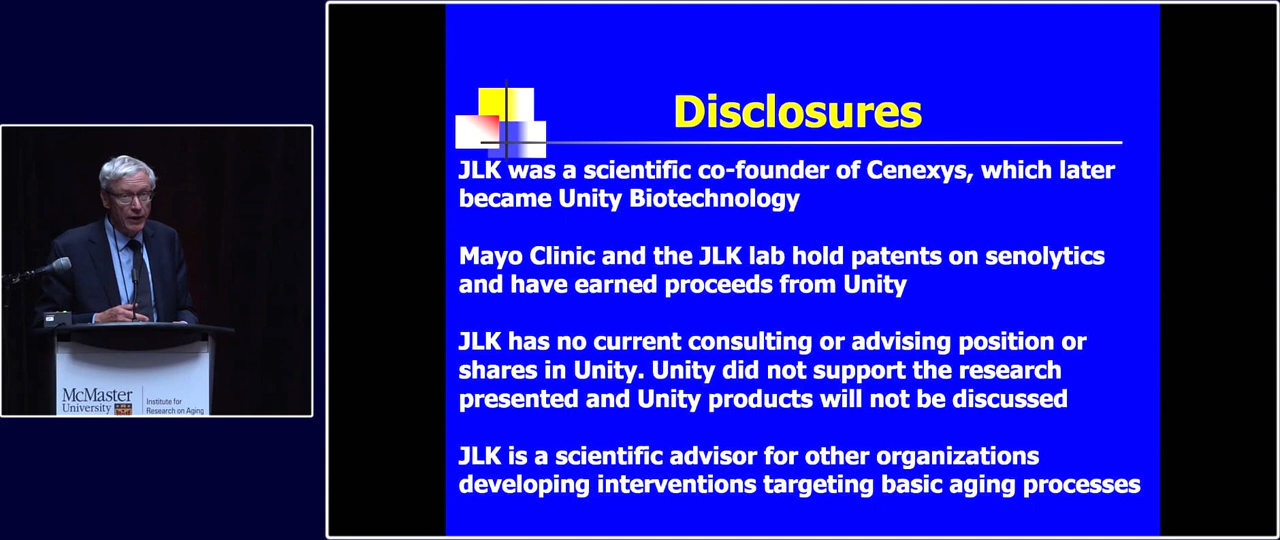 Disclosures
JLK was a scientific co-founder of Cenexys, which later
became Unity Biotechnology
Mayo Clinic and the JLK lab hold patents on senolytics
and have earned proceeds from Unity
JLK has no current consulting or advising position or
shares in Unity. Unity did not support the research
presented and Unity products will not be discussed
JLK is a scientific advisor for other organizations
developing interventions targeting basic aging processes
McMaster
University
Institute for
Research on Aging